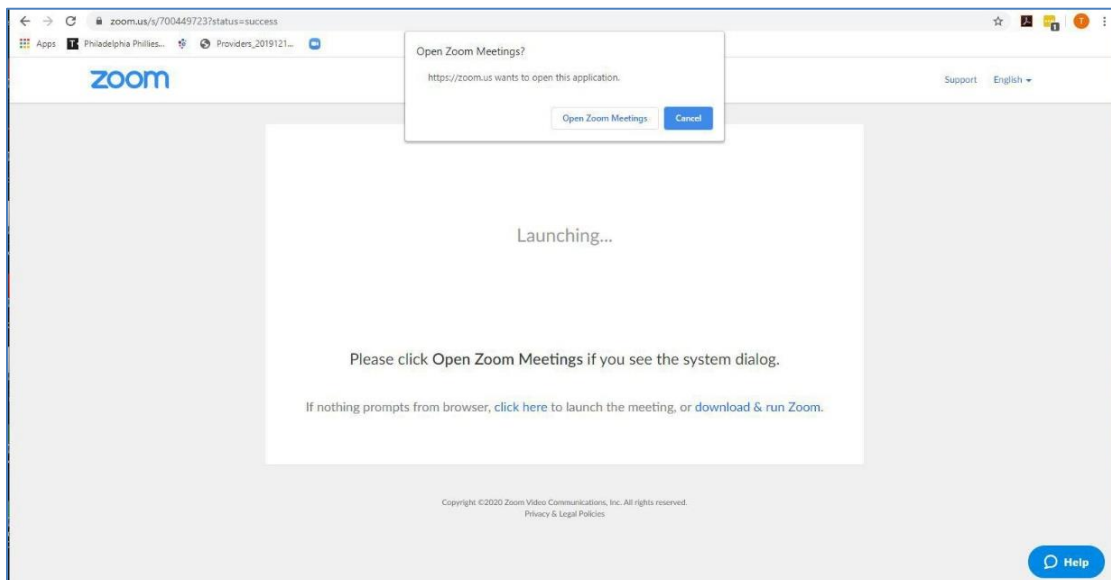 zoom.us/s/700449723?status=success
Apps
Philadelphia Phillies...
Providers_2019121...
Open Zoom Meetings?
https://zoom.us wants to open this application.
Open Zoom Meetings
Cancel
zoom
Support
English
Launching...
Please click Open Zoom Meetings if you see the system dialog.
If nothing prompts from browser, click here to launch the meeting, or download & run Zoom.
Copyright ©2020 Zoom Video Communications, Inc. All rights reserved.
Privacy & Legal Policies
Help